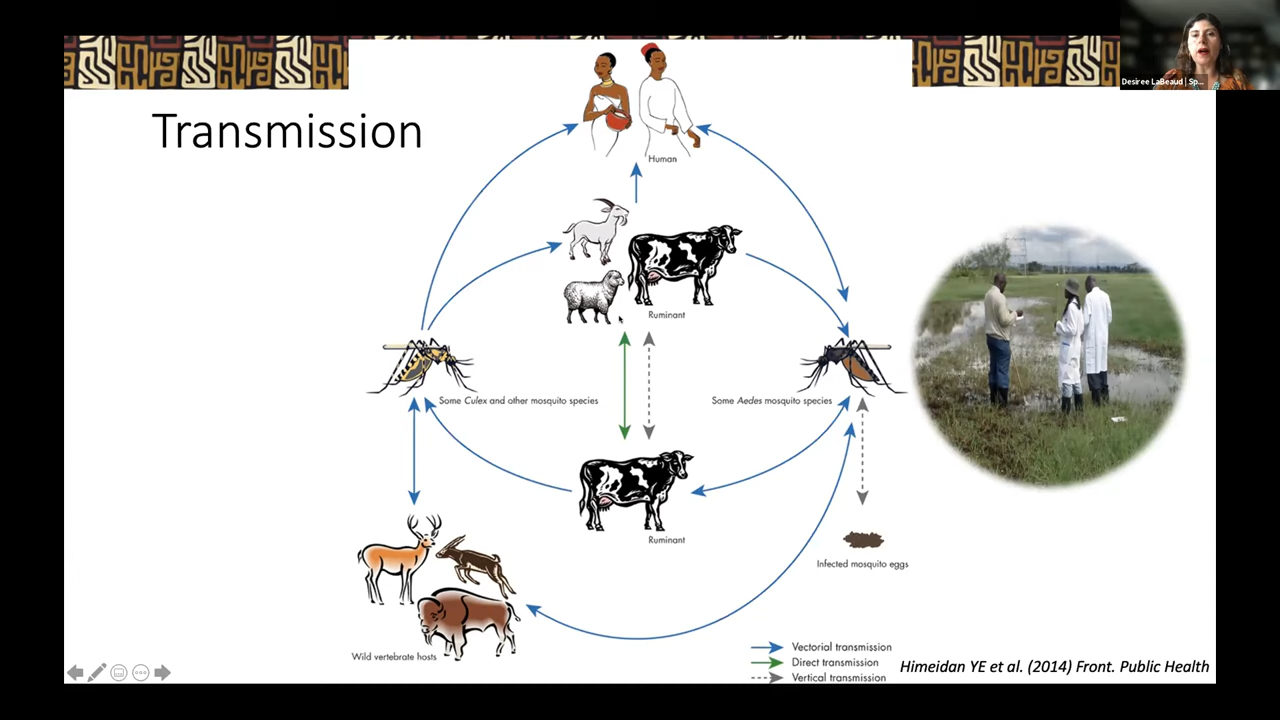 Desiree LaBeaud | Sp...
Transmission
Human
Ruminant
Some Culex and other mosquito species
Some Aedes mosquito species
Ruminant
Infected mosquito eggs
Wild vertebrate hosts
Vectorial transmission
Direct transmission
Vertical transmission
Himeidan YE et al. (2014) Front. Public Health